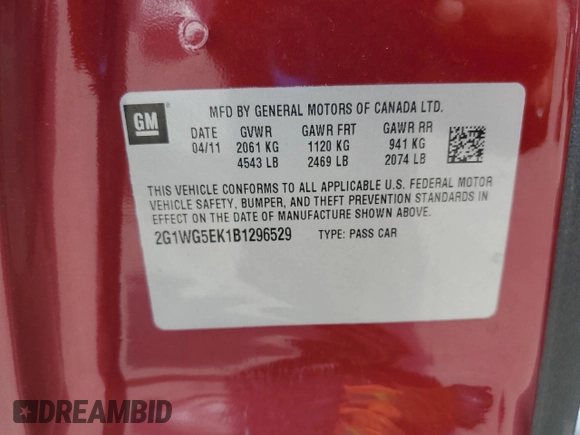 GM
MFD BY GENERAL MOTORS OF CANADA LTD.
DATE GVWR GAWR FRT GAWR RR
04/11 2061 KG 1120 KG 941 KG
4543 LB 2469 LB 2074 LB
THIS VEHICLE CONFORMS TO ALL APPLICABLE U.S. FEDERAL MOTOR
VEHICLE SAFETY, BUMPER, AND THEFT PREVENTION STANDARDS IN
EFFECT ON THE DATE OF MANUFACTURE SHOWN ABOVE.
2G1WG5EK1B1296529 TYPE: PASS CAR
DREAMBID